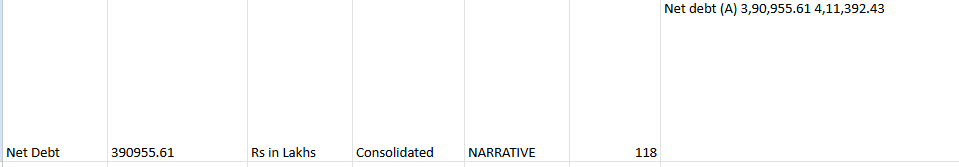 Net debt (A) 3,90,955.61 4,11,392.43
Net Debt 390955.61 Rs in Lakhs Consolidated NARRATIVE 118